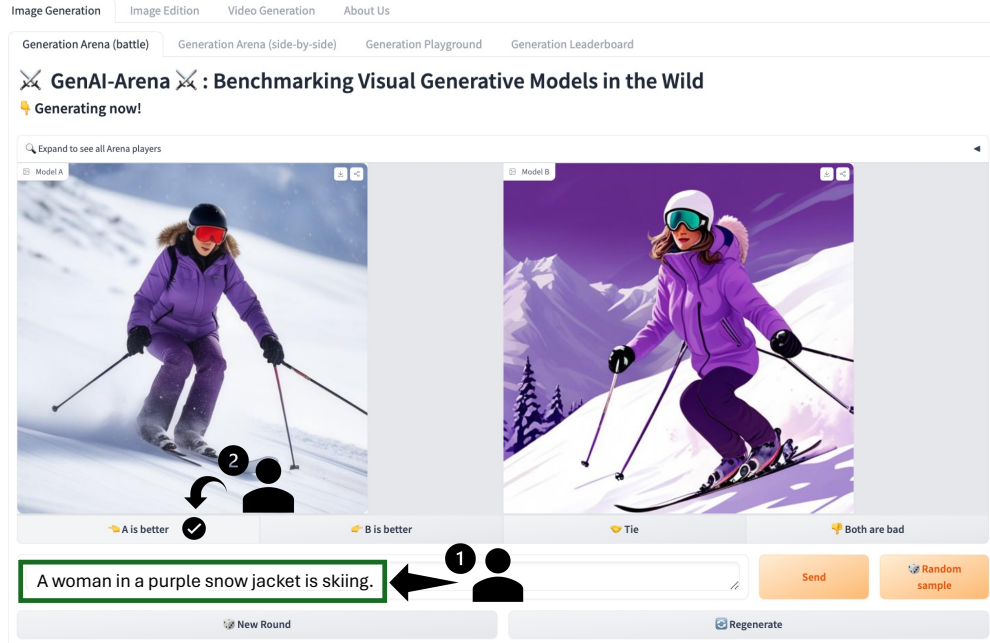 Image Generation Image Edition Video Generation About Us
Generation Arena (battle) Generation Arena (side-by-side) Generation Playground Generation Leaderboard
⚔️ GenAI-Arena ⚔️ : Benchmarking Visual Generative Models in the Wild
👇 Generating now!
🔍 Expand to see all Arena players
Model A Model B
2
👈 A is better 👉 B is better 🤝 Tie 👎 Both are bad
1
A woman in a purple snow jacket is skiing. Send 🎲 Random
sample
🎲 New Round 🔄 Regenerate